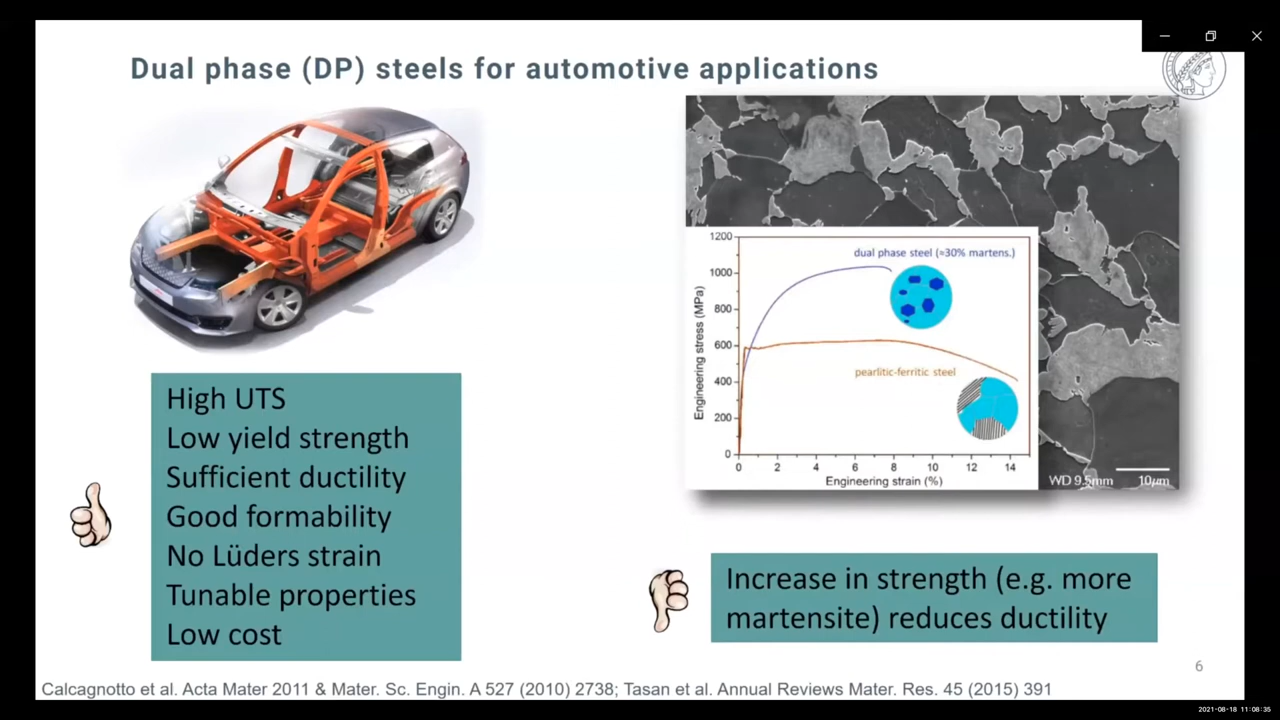 Dual phase (DP) steels for automotive applications
1200
1000
800
600
400
200
0
Engineering stress (MPa)
dual phase steel (≈30% martens.)
pearlitic-ferritic steel
0 2 4 6 8 10 12 14
Engineering strain (%)
WD 9.5mm 10µm
High UTS
Low yield strength
Sufficient ductility
Good formability
No Lüders strain
Tunable properties
Low cost
Increase in strength (e.g. more
martensite) reduces ductility
6
Calcagnotto et al. Acta Mater 2011 & Mater. Sc. Engin. A 527 (2010) 2738; Tasan et al. Annual Reviews Mater. Res. 45 (2015) 391
2021-08-18 11:08:35